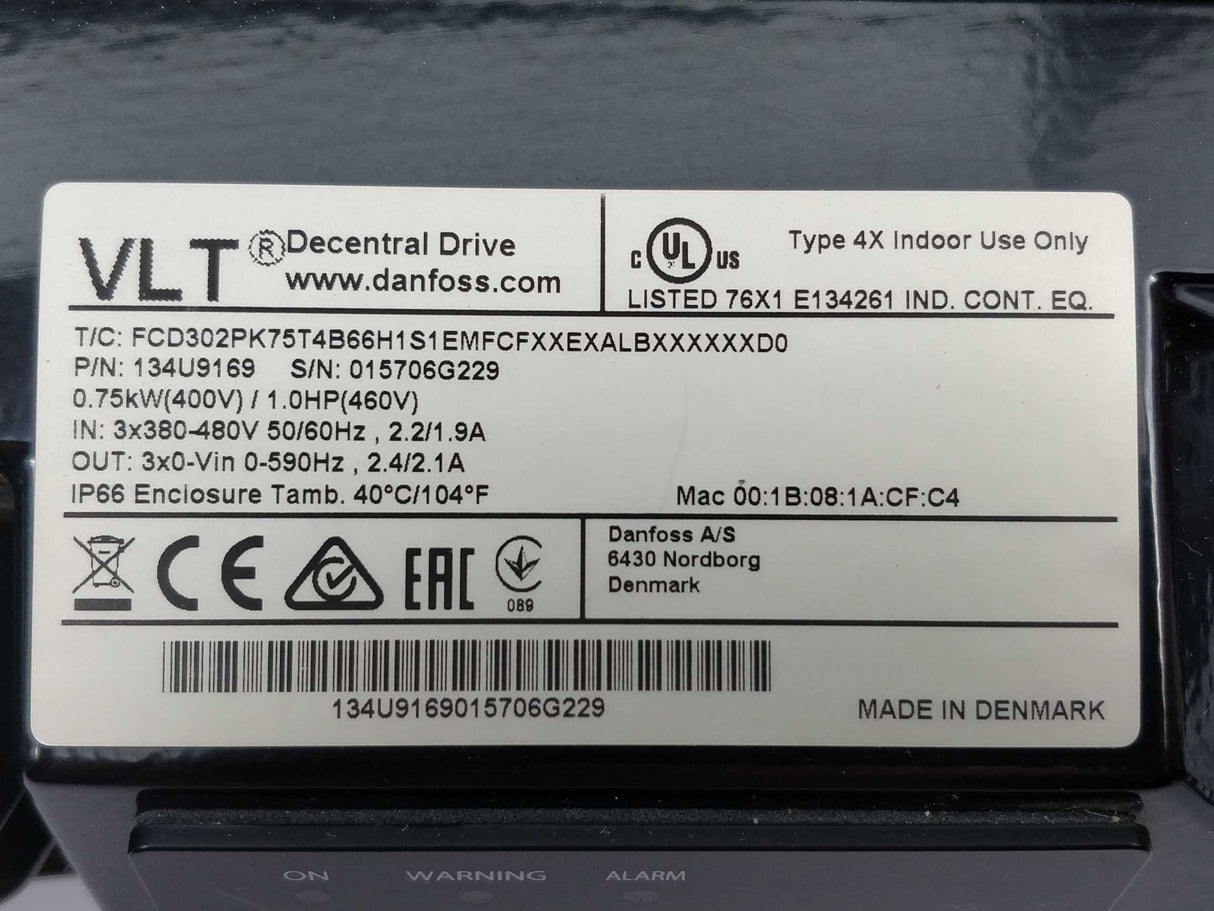 VLT® Decentral Drive
www.danfoss.com
C UL US Type 4X Indoor Use Only
LISTED 76X1 E134261 IND. CONT. EQ.
T/C: FCD302PK75T4B66H1S1EMFCFXXEXALBXXXXXXD0
P/N: 134U9169 S/N: 015706G229
0.75kW(400V) / 1.0HP(460V)
IN: 3x380-480V 50/60Hz , 2.2/1.9A
OUT: 3x0-Vin 0-590Hz , 2.4/2.1A
IP66 Enclosure Tamb. 40°C/104°F Mac 00:1B:08:1A:CF:C4
CE EAC 089
Danfoss A/S
6430 Nordborg
Denmark
134U9169015706G229
MADE IN DENMARK
ON WARNING ALARM